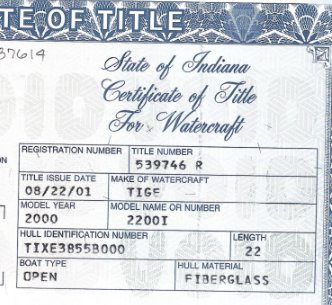 TE OF TITLE
37614
State of Indiana
Certificate of Title
For Watercraft
REGISTRATION NUMBER TITLE NUMBER
539746 R
TITLE ISSUE DATE MAKE OF WATERCRAFT
08/22/01 TIGE
MODEL YEAR MODEL NAME OR NUMBER
2000 2200I
HULL IDENTIFICATION NUMBER LENGTH
TIXE3855B000 22
BOAT TYPE HULL MATERIAL
OPEN FIBERGLASS